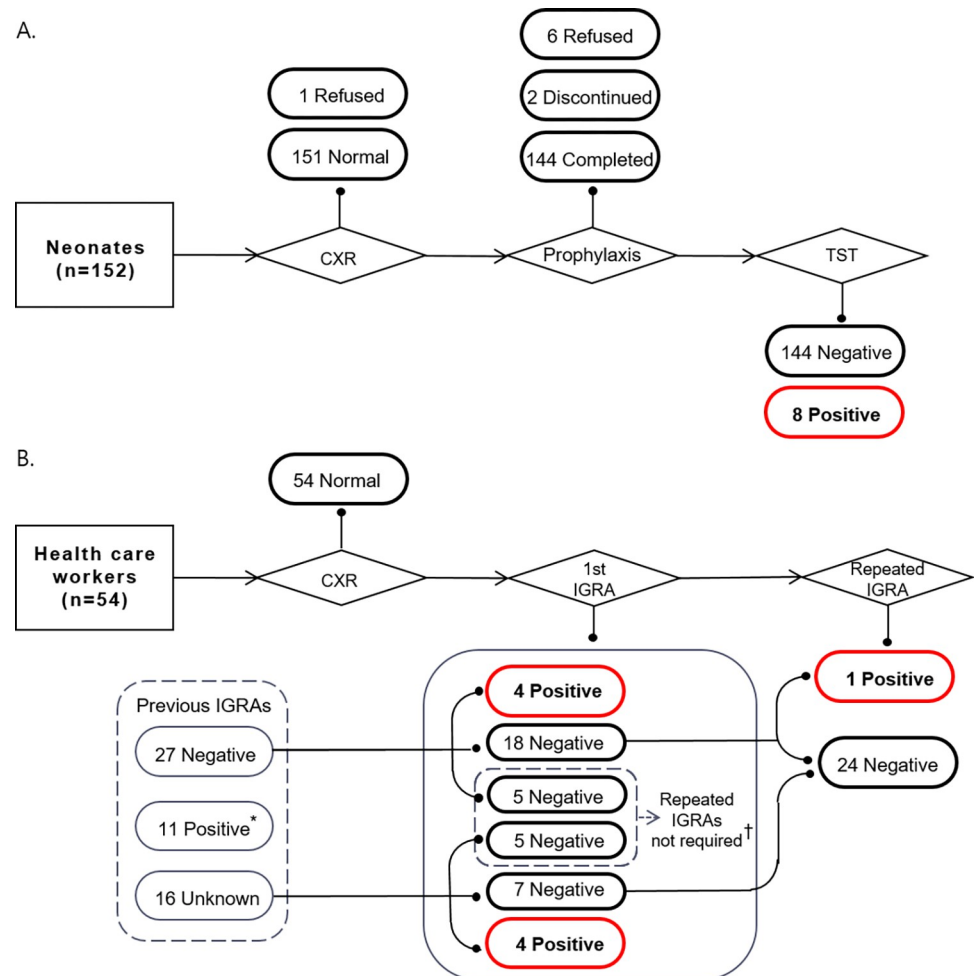 A.
6 Refused
1 Refused
2 Discontinued
151 Normal
144 Completed
Neonates
(n=152)
CXR
Prophylaxis
TST
144 Negative
8 Positive
B.
54 Normal
Health care
workers
(n=54)
CXR
1st
IGRA
Repeated
IGRA
Previous IGRAs
27 Negative
11 Positive*
16 Unknown
4 Positive
18 Negative
5 Negative
5 Negative
7 Negative
4 Positive
Repeated
IGRAs
not required†
1 Positive
24 Negative